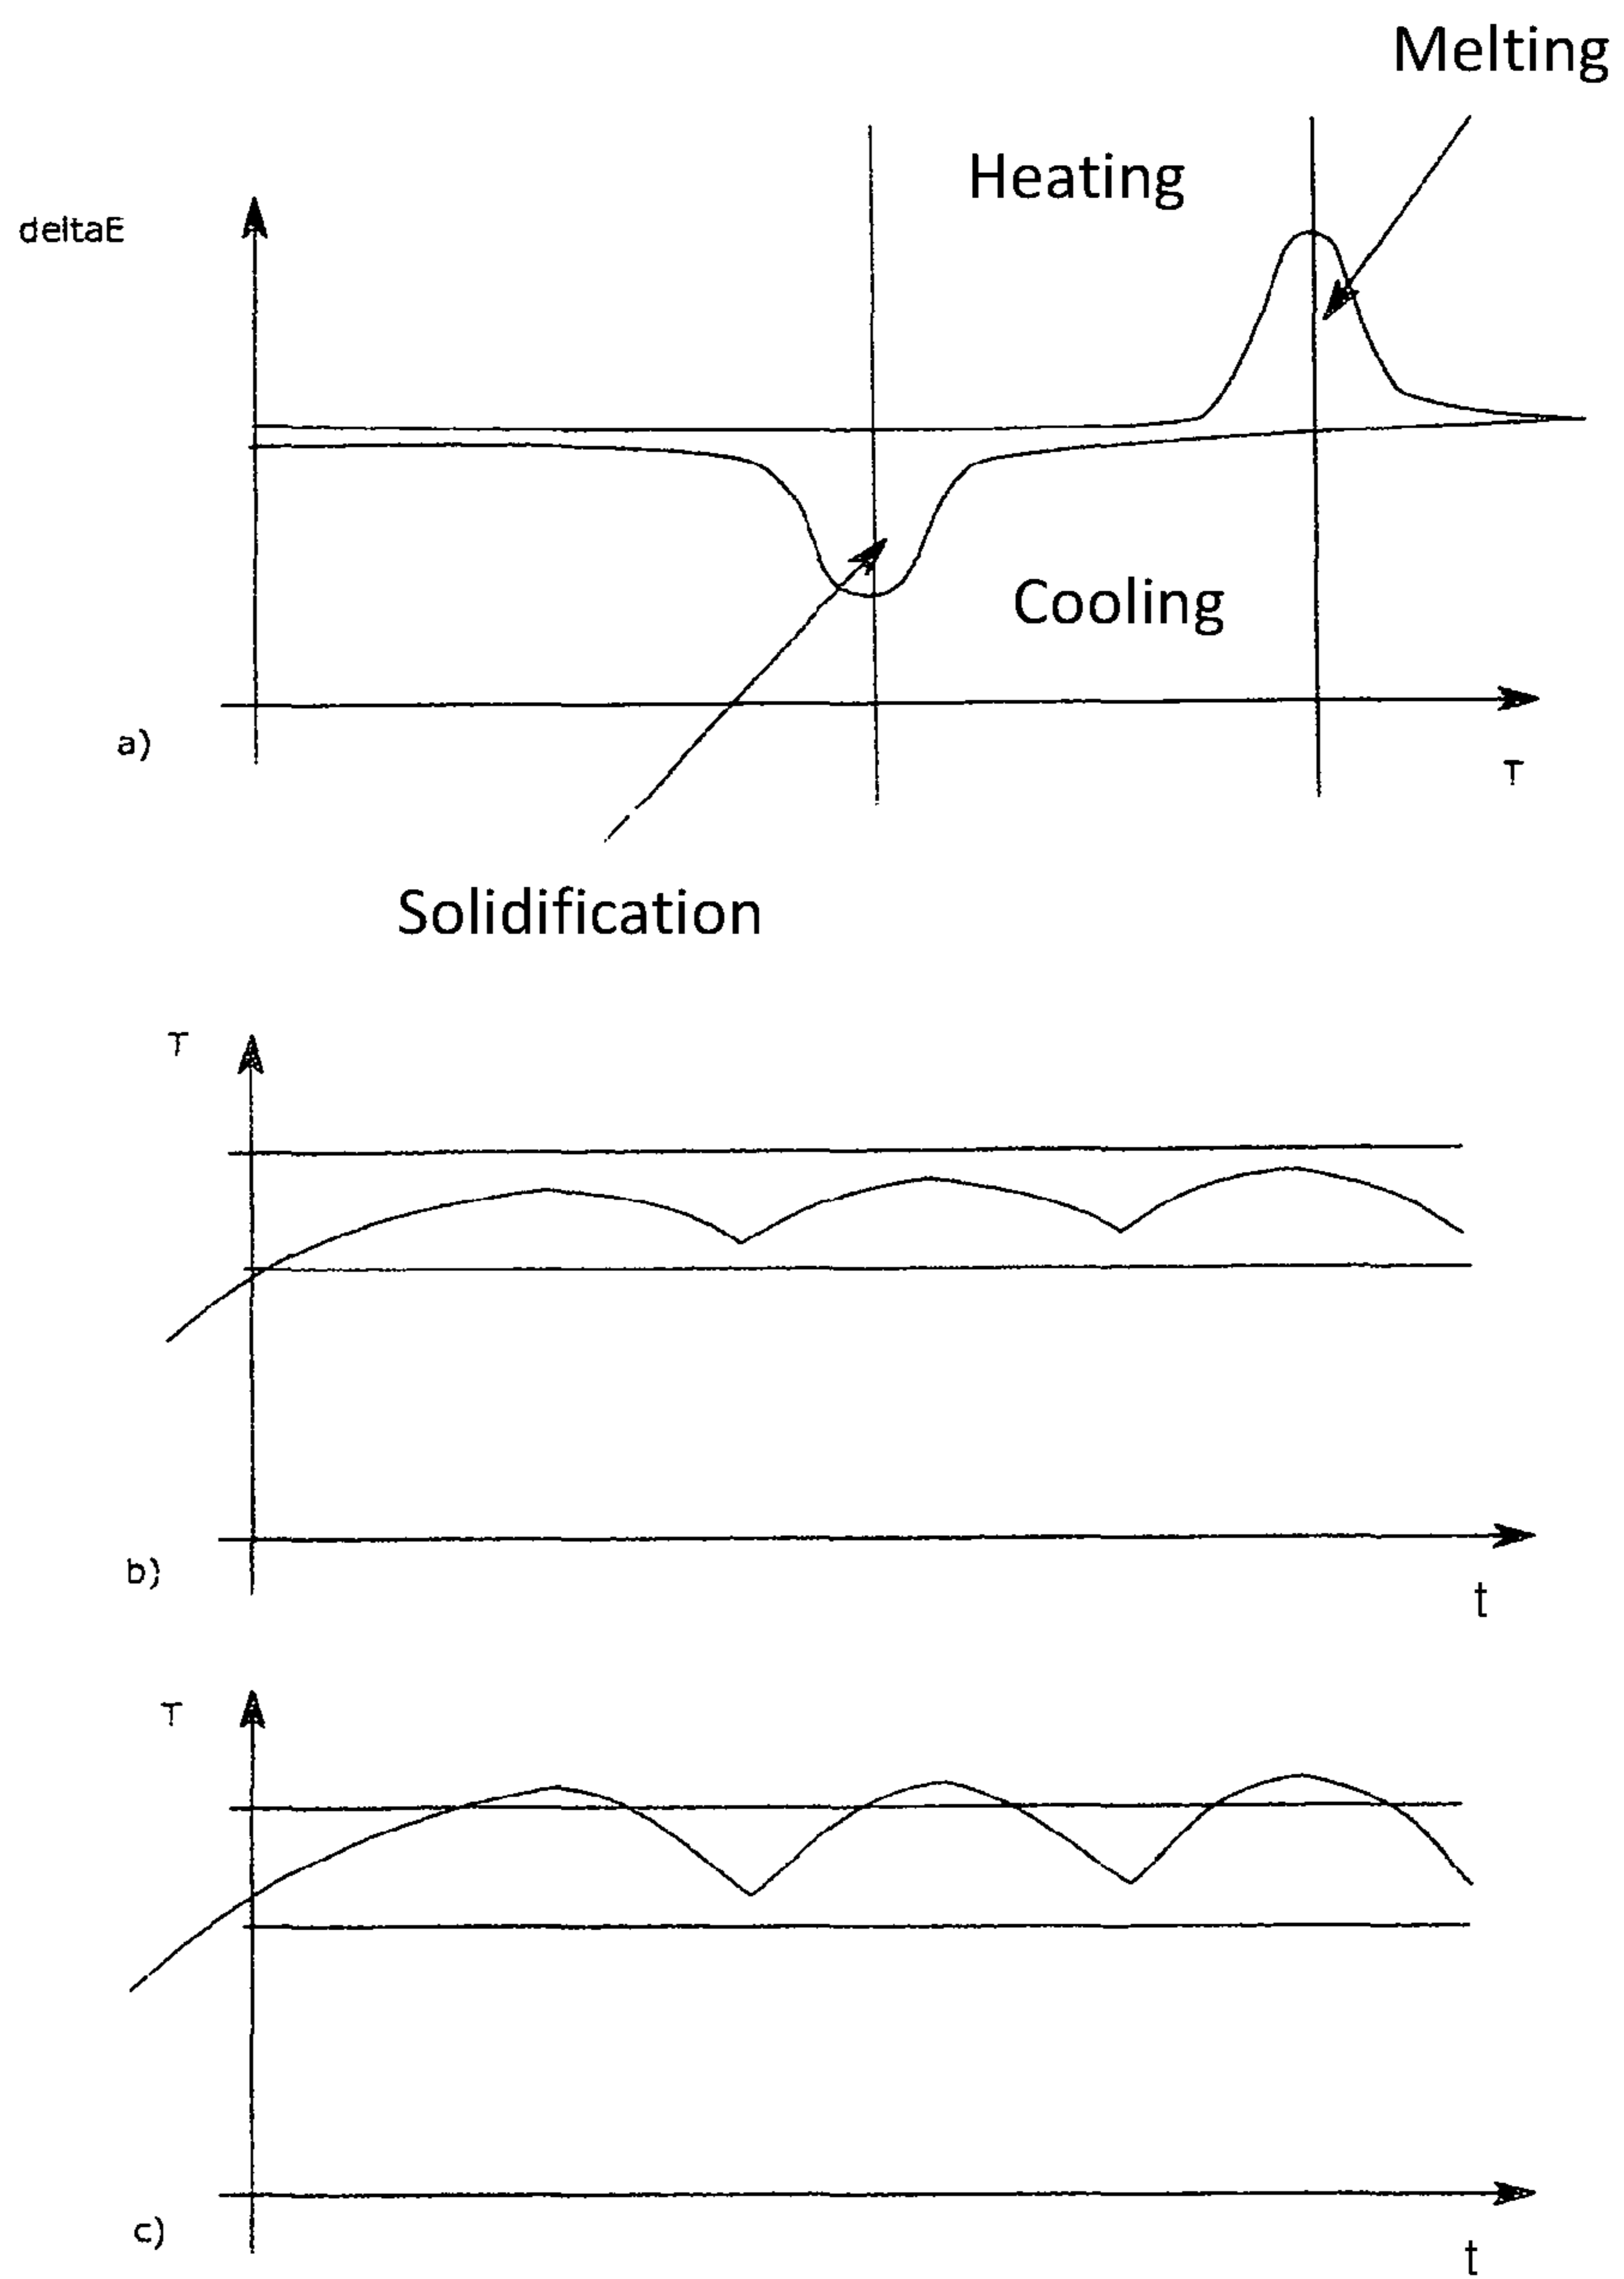 Melting
Heating
deltaE
Cooling
a)
T
Solidification
T
b)
t
T
c)
t